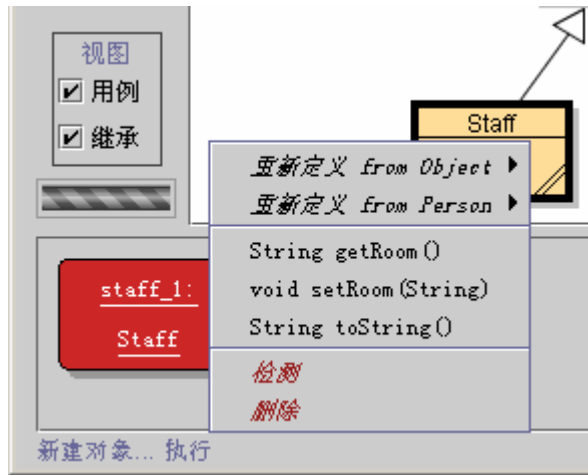 视图
用例
继承
Staff
重新定义 from Object
重新定义 from Person
String getRoom()
void setRoom(String)
String toString()
检测
删除
staff_1:
Staff
新建对象... 执行